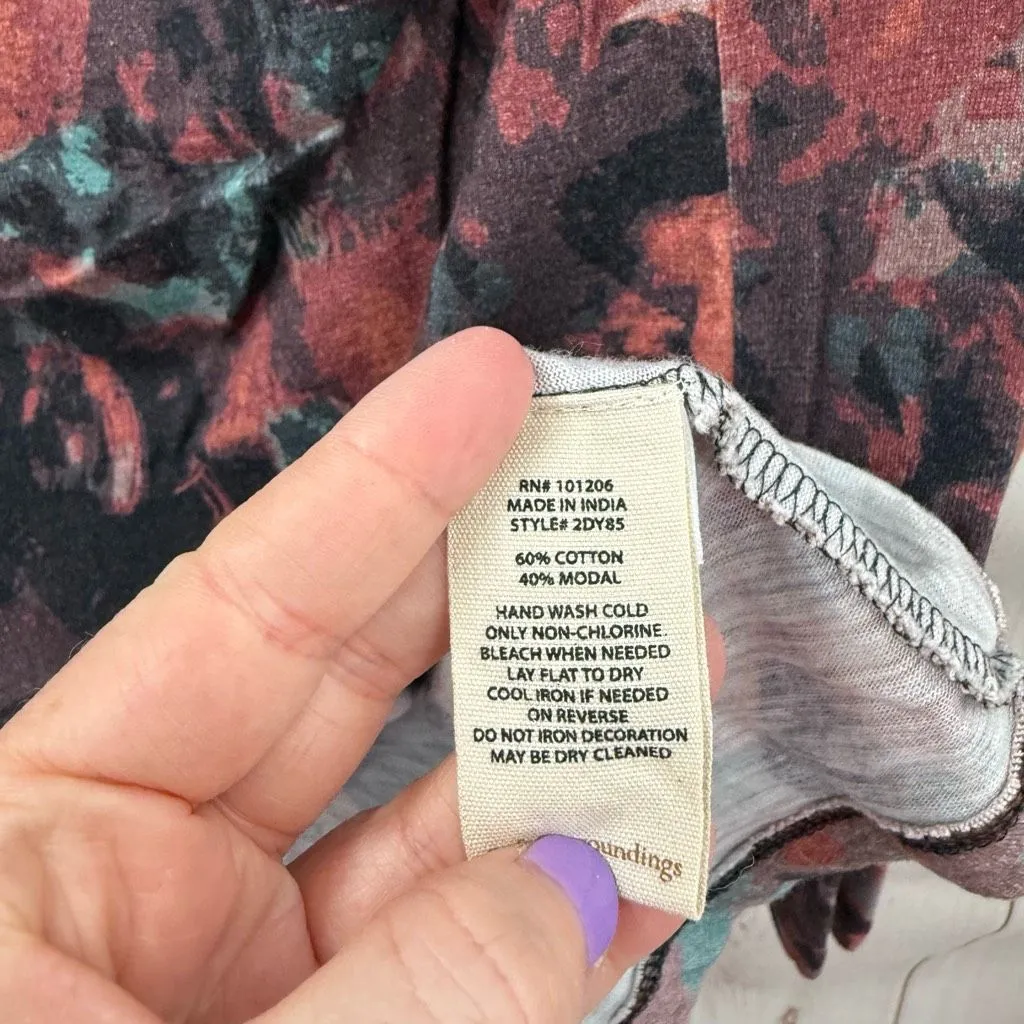 RN# 101206
MADE IN INDIA
STYLE# 2DY85
60% COTTON
40% MODAL
HAND WASH COLD
ONLY NON-CHLORINE.
BLEACH WHEN NEEDED
LAY FLAT TO DRY
COOL IRON IF NEEDED
ON REVERSE
DO NOT IRON DECORATION
MAY BE DRY CLEANED